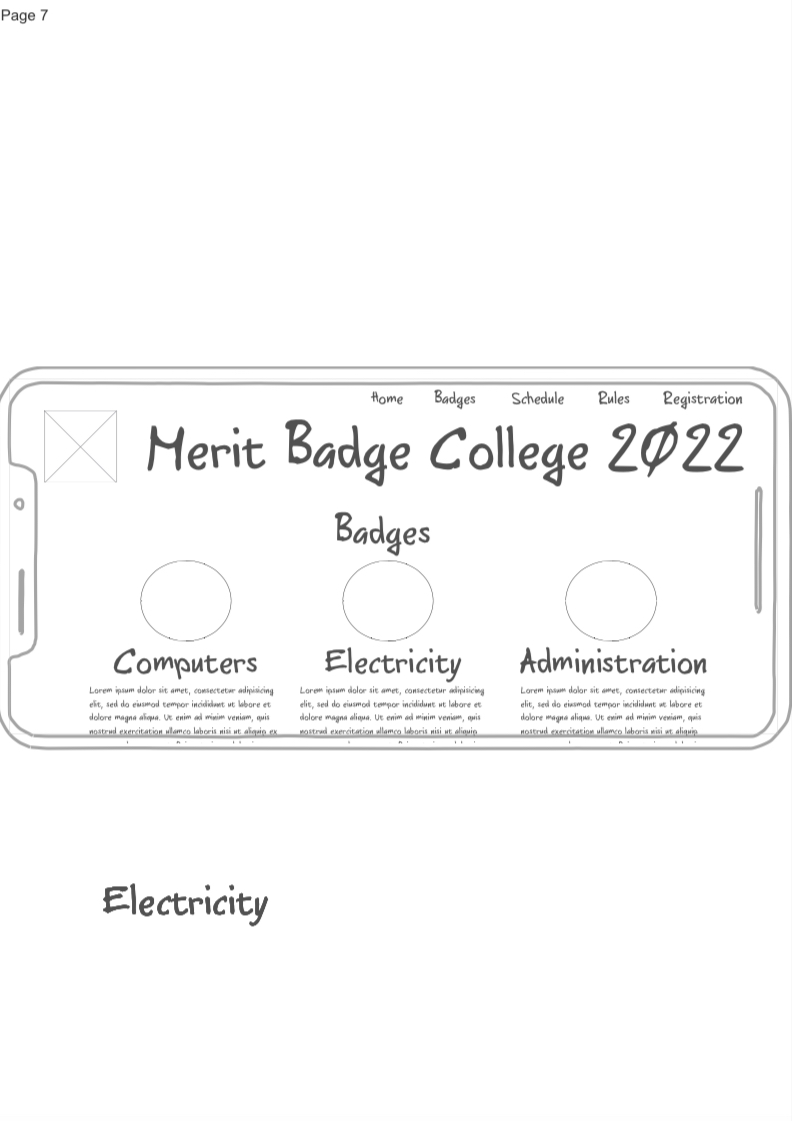 Page 7
Home Badges Schedule Rules Registration
Merit Badge College 2022
Badges
Computers
Lorem ipsum dolor sit amet, consectetur adipisicing
elit, sed do eiusmod tempor incididunt ut labore et
dolore magna aliqua. Ut enim ad minim veniam, quis
nostrud exercitation ullamco laboris nisi ut aliquip ex
Electricity
Lorem ipsum dolor sit amet, consectetur adipisicing
elit, sed do eiusmod tempor incididunt ut labore et
dolore magna aliqua. Ut enim ad minim veniam, quis
nostrud exercitation ullamco laboris nisi ut aliquip
Administration
Lorem ipsum dolor sit amet, consectetur adipisicing
elit, sed do eiusmod tempor incididunt ut labore et
dolore magna aliqua. Ut enim ad minim veniam, quis
nostrud exercitation ullamco laboris nisi ut aliquip
Electricity